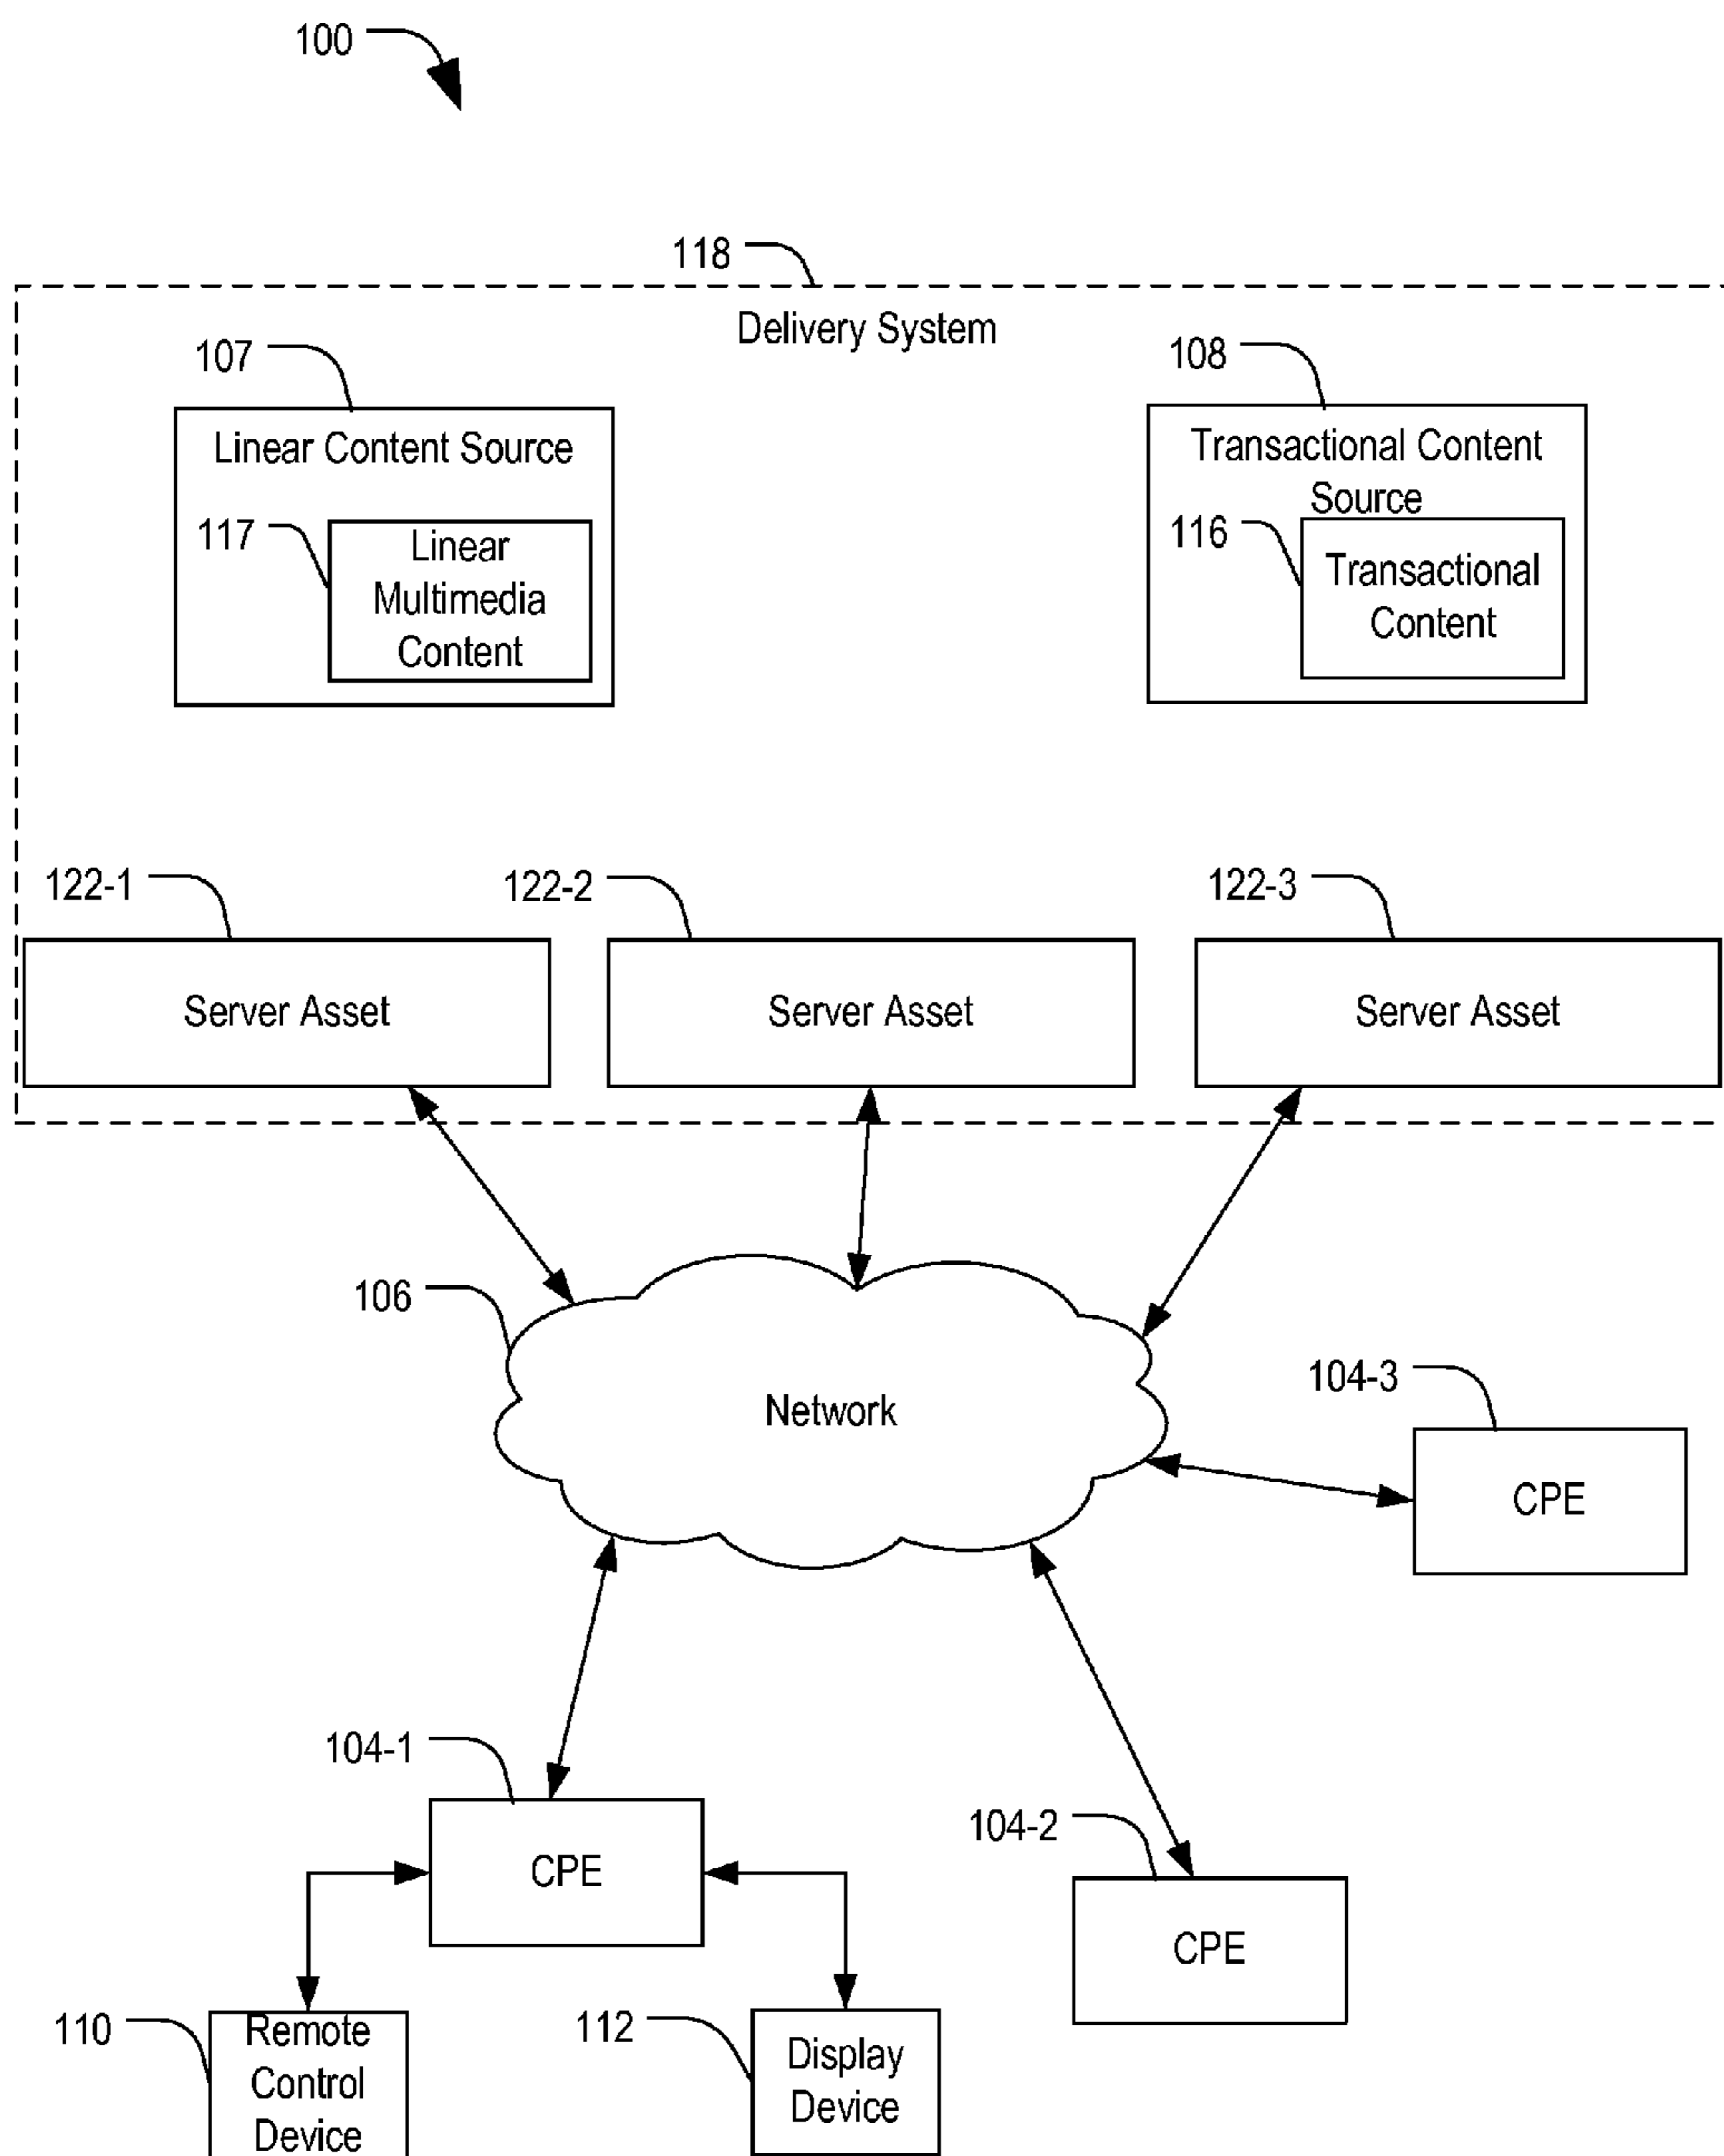 100
118
Delivery System
107
108
Linear Content Source
Transactional Content
Source
117
116
Linear
Multimedia
Content
Transactional
Content
122-1
122-2
122-3
Server Asset
Server Asset
Server Asset
106
Network
104-3
CPE
104-1
CPE
104-2
CPE
110
Remote
Control
Device
112
Display
Device